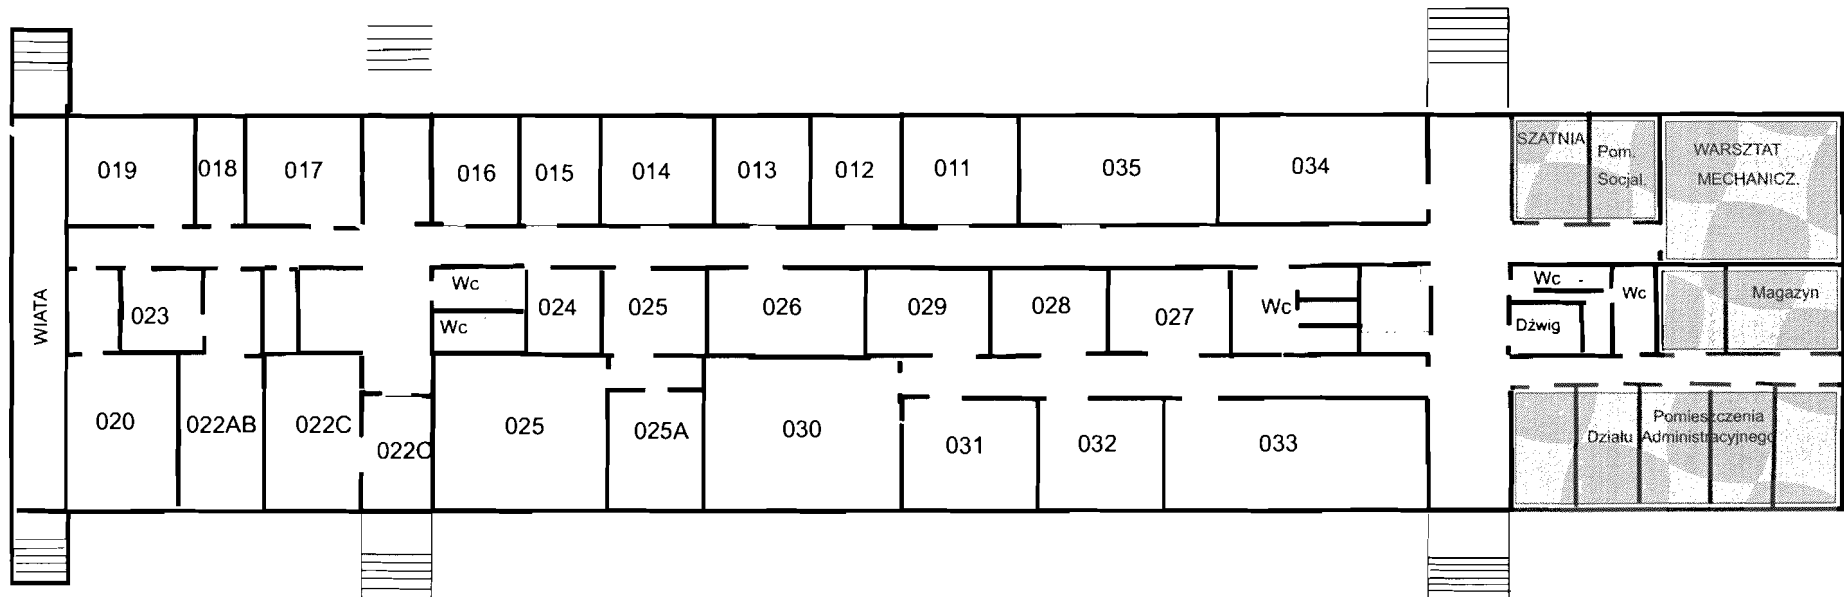 019
018
017
016
015
014
013
012
011
035
034
SZATNIA
Pom.
Socjal.
WARSZTAT
MECHANICZ.
WIATA
023
Wc
Wc
024
025
026
029
028
027
Wc
Wc
Wc
Dźwig
Magazyn
020
022AB
022C
022C
025
025A
030
031
032
033
Pomieszczenia
Działu Administracyjnego